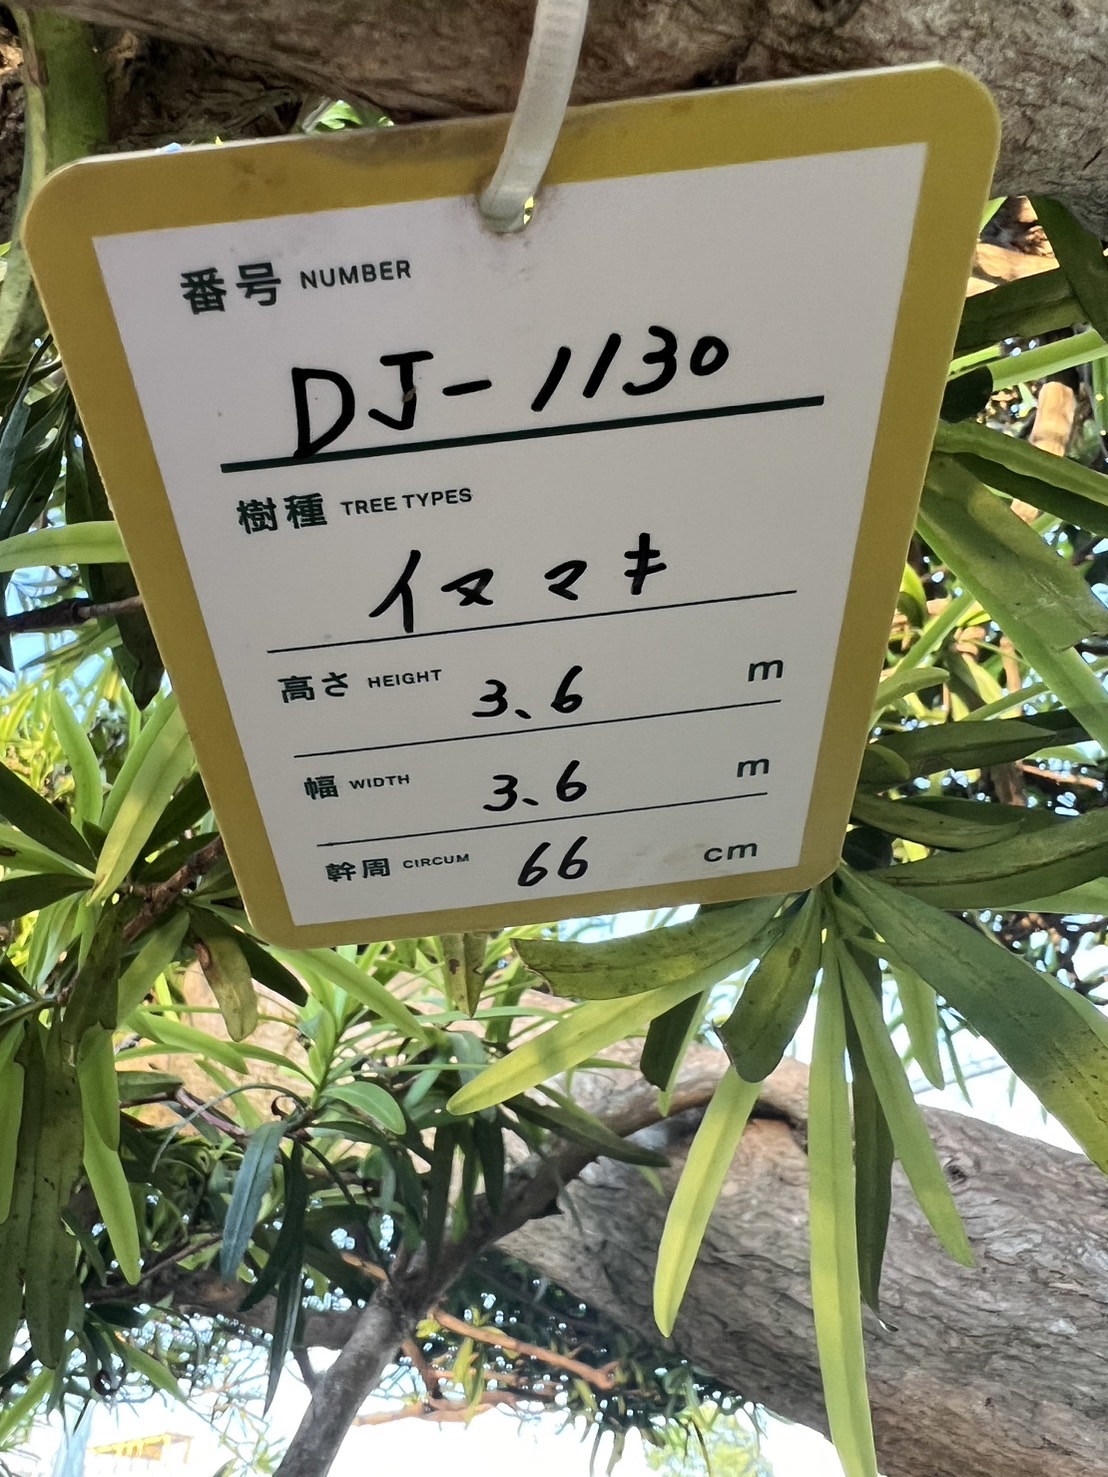 番号 NUMBER
DJ-1130
樹種 TREE TYPES
イヌマキ
高さ HEIGHT 3、6 m
幅 WIDTH 3、6 m
幹周 CIRCUM 66 cm